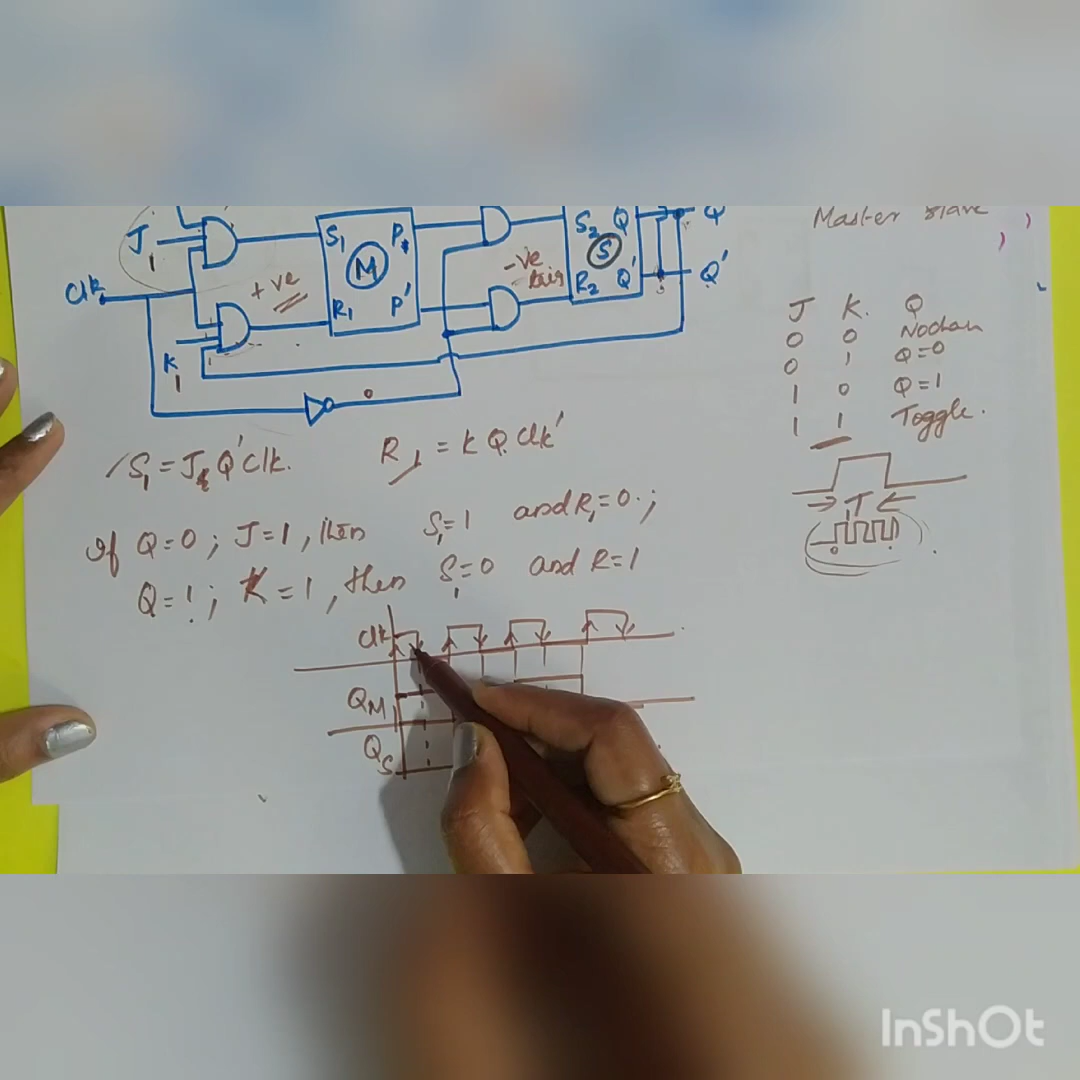 J
1
Clk
K
1
+ve
S1 P
M
R1 P'
-ve
0
S2 Q
S
R2 Q'
Q
Q'
Master Slave
J K. Q
0 0 Nochan
0 1 Q=0
1 0 Q=1
1 1 Toggle.
T
S1 = J Q'Clk. R1 = K Q. Clk'
If Q=0; J=1, then S1=1 and R1=0.;
Q=1; K=1, then S1=0 and R=1
Clk
QM
QS
InShOt